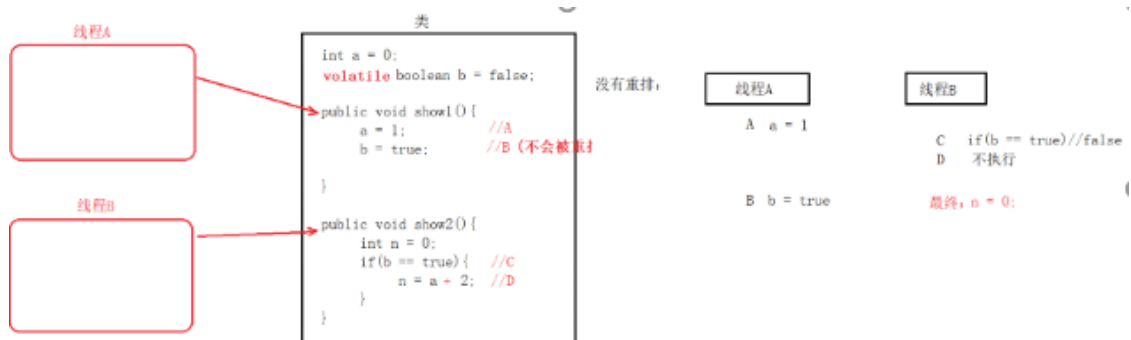 类
线程A
int a = 0;
volatile boolean b = false;
public void show1(){
a = 1; //A
b = true; //B (不会被重排
}
线程B
public void show2(){
int n = 0;
if(b == true){ //C
n = a + 2; //D
}
}
没有重排:
线程A
线程B
A a = 1
C if(b == true)//false
D 不执行
B b = true
最终: n = 0;